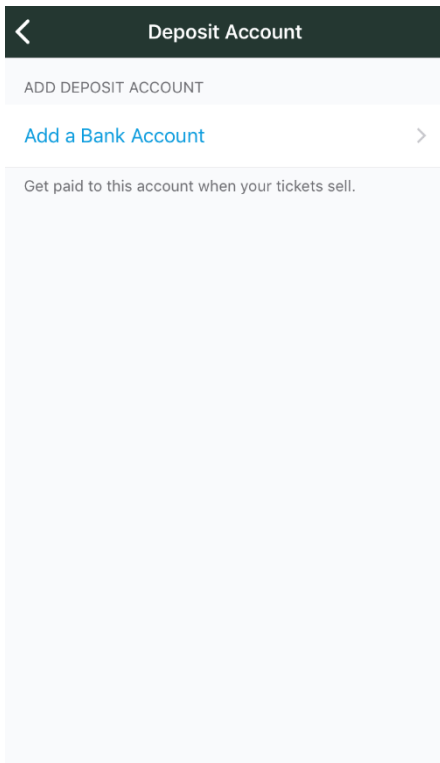 Deposit Account
ADD DEPOSIT ACCOUNT
Add a Bank Account
Get paid to this account when your tickets sell.